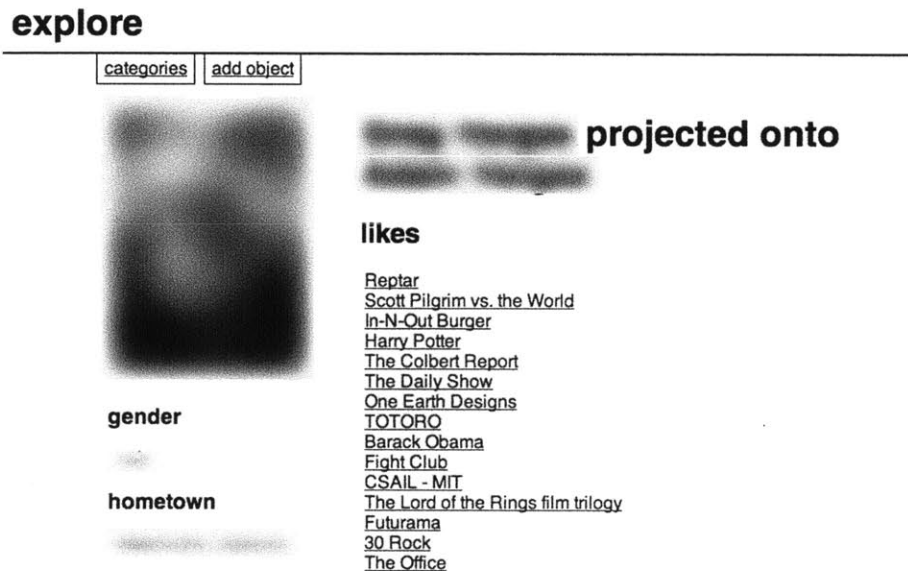 explore
categories add object
projected onto
likes
Reptar
Scott Pilgrim vs. the World
In-N-Out Burger
Harry Potter
The Colbert Report
The Daily Show
One Earth Designs
TOTORO
Barack Obama
Fight Club
CSAIL - MIT
The Lord of the Rings film trilogy
Futurama
30 Rock
The Office
gender
hometown